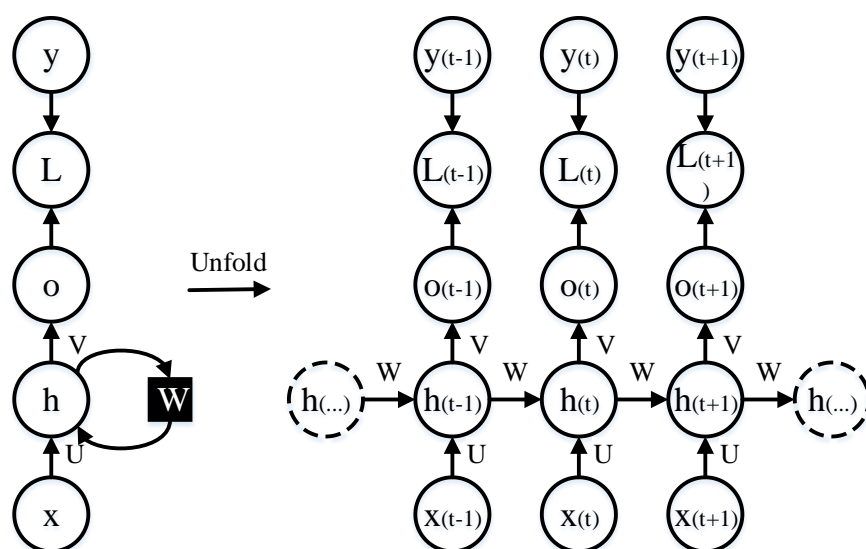 y
L
o
V
h
W
U
x
Unfold
y(t-1) y(t) y(t+1)
L(t-1) L(t) L(t+1
)
o(t-1) o(t) o(t+1)
V V V
W W W W
h(...) h(t-1) h(t) h(t+1) h(...)
U U U
x(t-1) x(t) x(t+1)